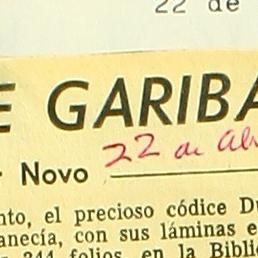 22 de
E GARIBA
22 de Ab
r Novo
nto, el precioso códice Du
anecía, con sus láminas e
244 folios, en la Biblio